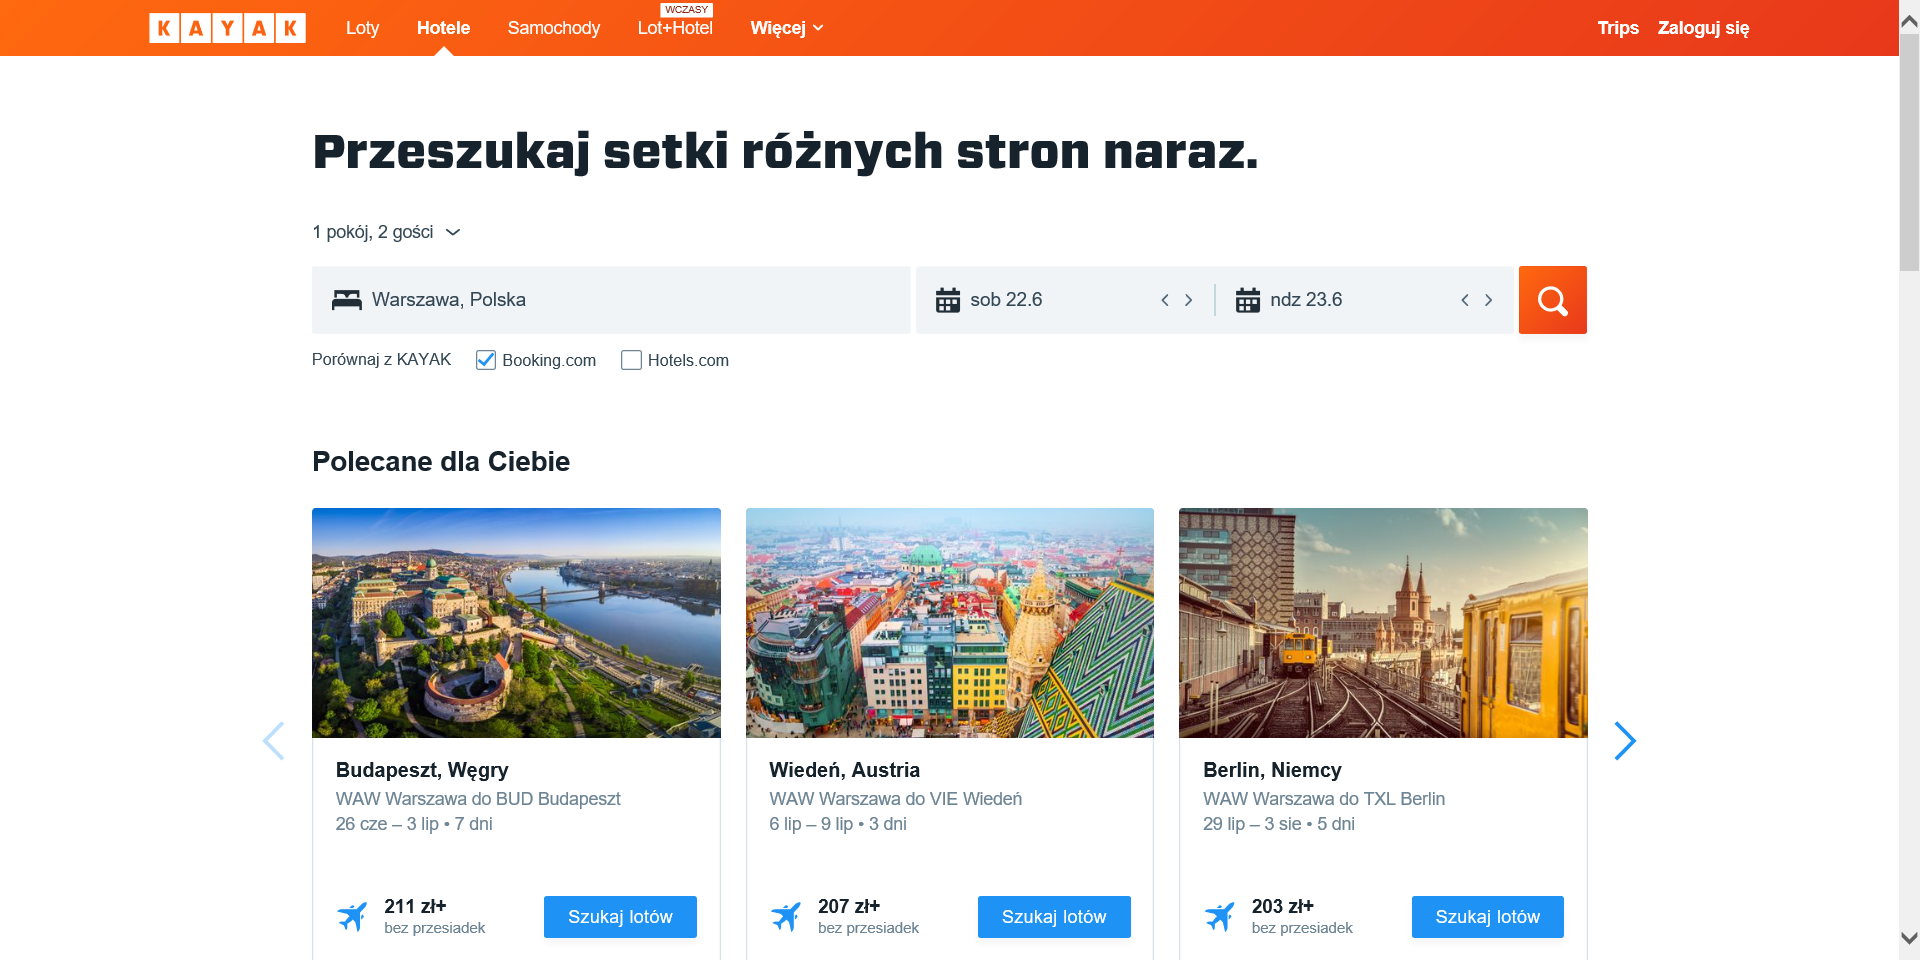 KAYAK Loty Hotele Samochody WCZASY Lot+Hotel Więcej Trips Zaloguj się
Przeszukaj setki różnych stron naraz.
1 pokój, 2 gości
Warszawa, Polska sob 22.6 ndz 23.6
Porównaj z KAYAK Booking.com Hotels.com
Polecane dla Ciebie
Budapeszt, Węgry
WAW Warszawa do BUD Budapeszt
26 cze – 3 lip • 7 dni
211 zł+
bez przesiadek
Szukaj lotów
Wiedeń, Austria
WAW Warszawa do VIE Wiedeń
6 lip – 9 lip • 3 dni
207 zł+
bez przesiadek
Szukaj lotów
Berlin, Niemcy
WAW Warszawa do TXL Berlin
29 lip – 3 sie • 5 dni
203 zł+
bez przesiadek
Szukaj lotów